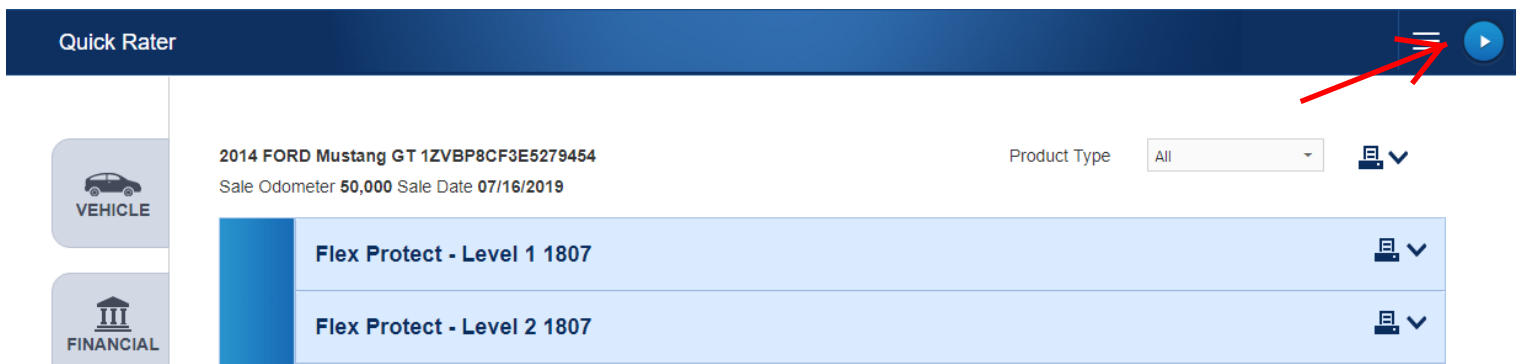 Quick Rater
2014 FORD Mustang GT 1ZVBP8CF3E5279454
Product Type
All
Sale Odometer 50,000 Sale Date 07/16/2019
VEHICLE
Flex Protect - Level 1 1807
Flex Protect - Level 2 1807
FINANCIAL